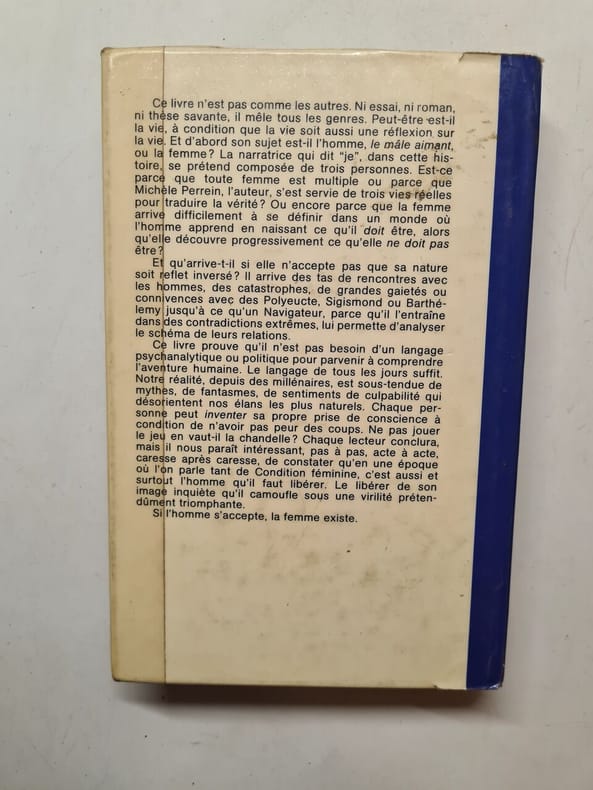 Ce livre n'est pas comme les autres. Ni essai, ni roman,
ni thèse savante, il mêle tous les genres. Peut-être est-il
la vie, à condition que la vie soit aussi une réflexion sur
la vie. Et d'abord son sujet est-il l'homme, le mâle aimant,
ou la femme? La narratrice qui dit "je", dans cette his-
toire, se prétend composée de trois personnes. Est-ce
parce que toute femme est multiple ou parce que
Michèle Perrein, l'auteur, s'est servie de trois vies réelles
pour traduire la vérité? Ou encore parce que la femme
arrive difficilement à se définir dans un monde où
l'homme apprend en naissant ce qu'il doit être, alors
qu'elle découvre progressivement ce qu'elle ne doit pas
être?
Et qu'arrive-t-il si elle n'accepte pas que sa nature
soit reflet inversé? Il arrive des tas de rencontres avec
les hommes, des catastrophes, de grandes gaietés ou
connivences avec des Polyeucte, Sigismond ou Barthé-
lemy jusqu'à ce qu'un Navigateur, parce qu'il l'entraîne
dans des contradictions extrêmes, lui permette d'analyser
le schéma de leurs relations.
Ce livre prouve qu'il n'est pas besoin d'un langage
psychanalytique ou politique pour parvenir à comprendre
l'aventure humaine. Le langage de tous les jours suffit.
Notre réalité, depuis des millénaires, est sous-tendue de
mythes, de fantasmes, de sentiments de culpabilité qui
désorientent nos élans les plus naturels. Chaque per-
sonne peut inventer sa propre prise de conscience à
condition de n'avoir pas peur des coups. Ne pas jouer
le jeu en vaut-il la chandelle? Chaque lecteur conclura,
mais il nous paraît intéressant, pas à pas, acte à acte,
caresse après caresse, de constater qu'en une époque
où l'on parle tant de Condition féminine, c'est aussi et
surtout l'homme qu'il faut libérer. Le libérer de son
image inquiète qu'il camoufle sous une virilité préten-
dûment triomphante.
Si l'homme s'accepte, la femme existe.